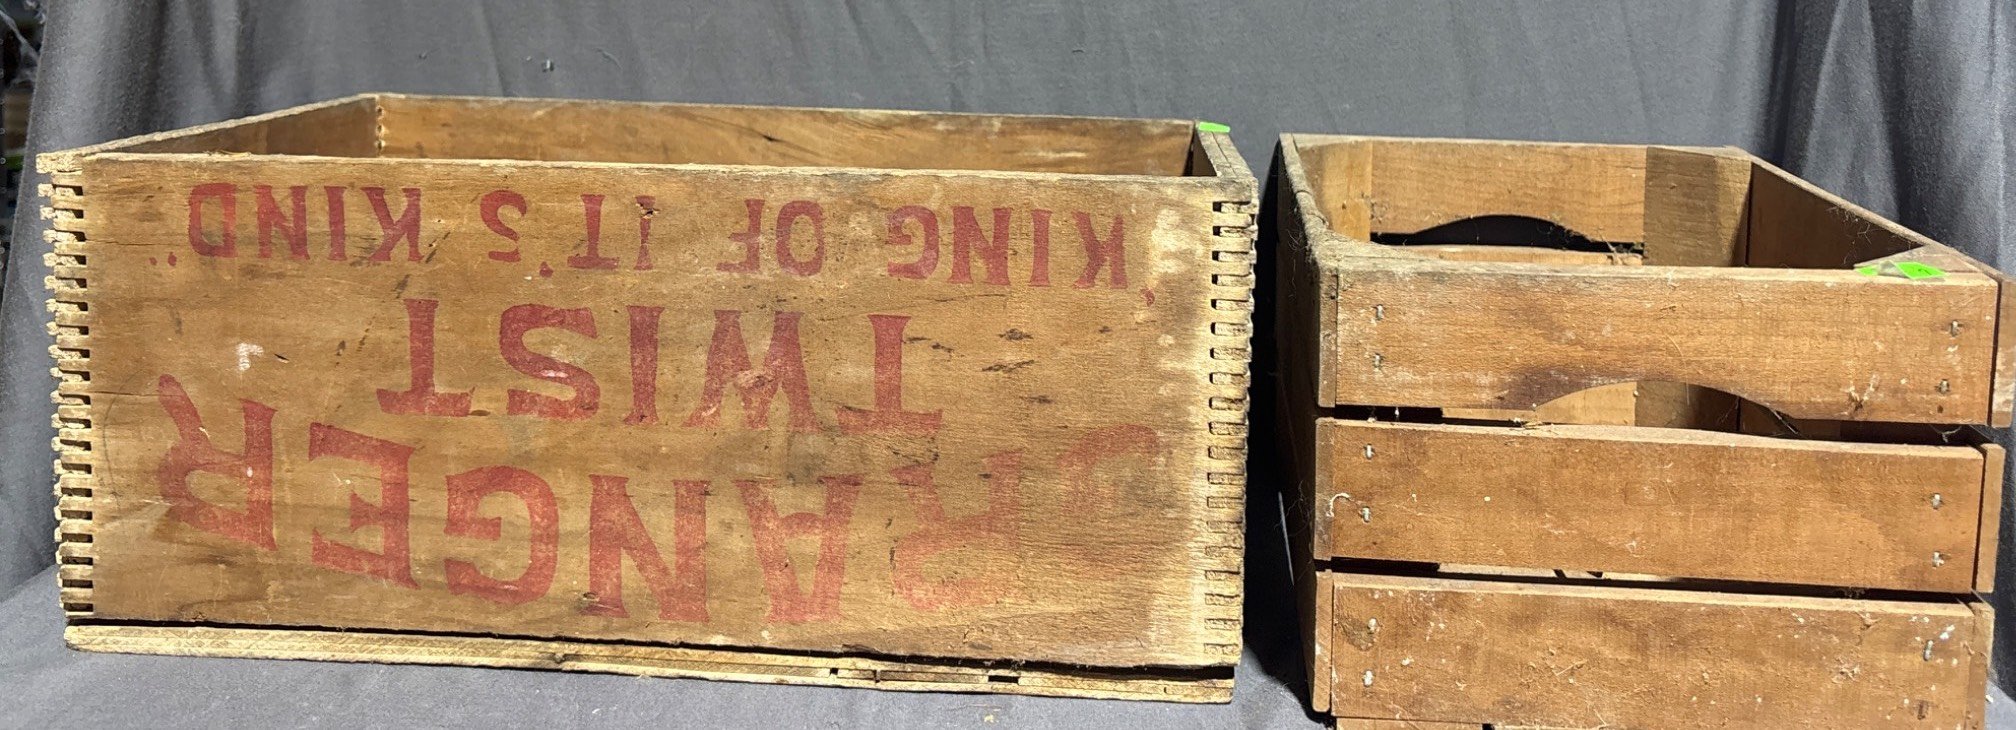 RANGER
TWIST
"KING OF IT'S KIND"